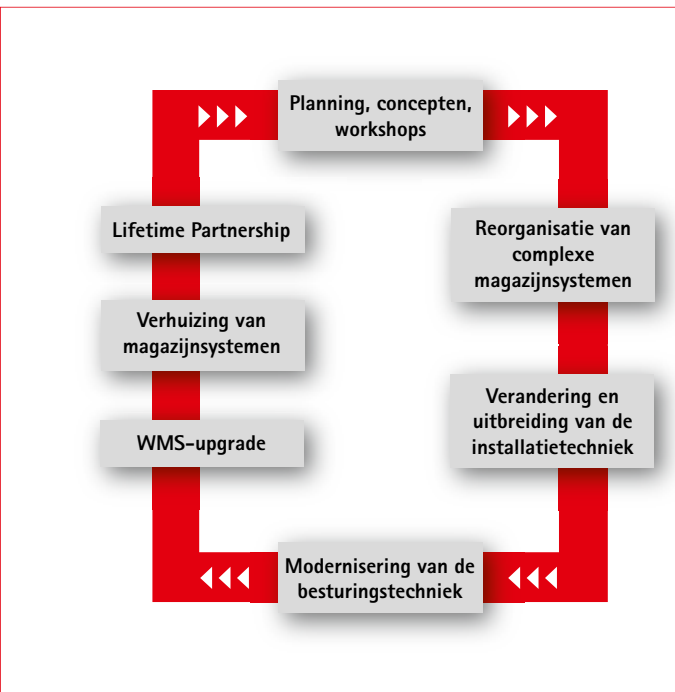 Planning, concepten,
workshops
Reorganisatie van
complexe
magazijnsystemen
Verandering en
uitbreiding van de
installatietechniek
Modernisering van de
besturingstechniek
WMS-upgrade
Verhuizing van
magazijnsystemen
Lifetime Partnership